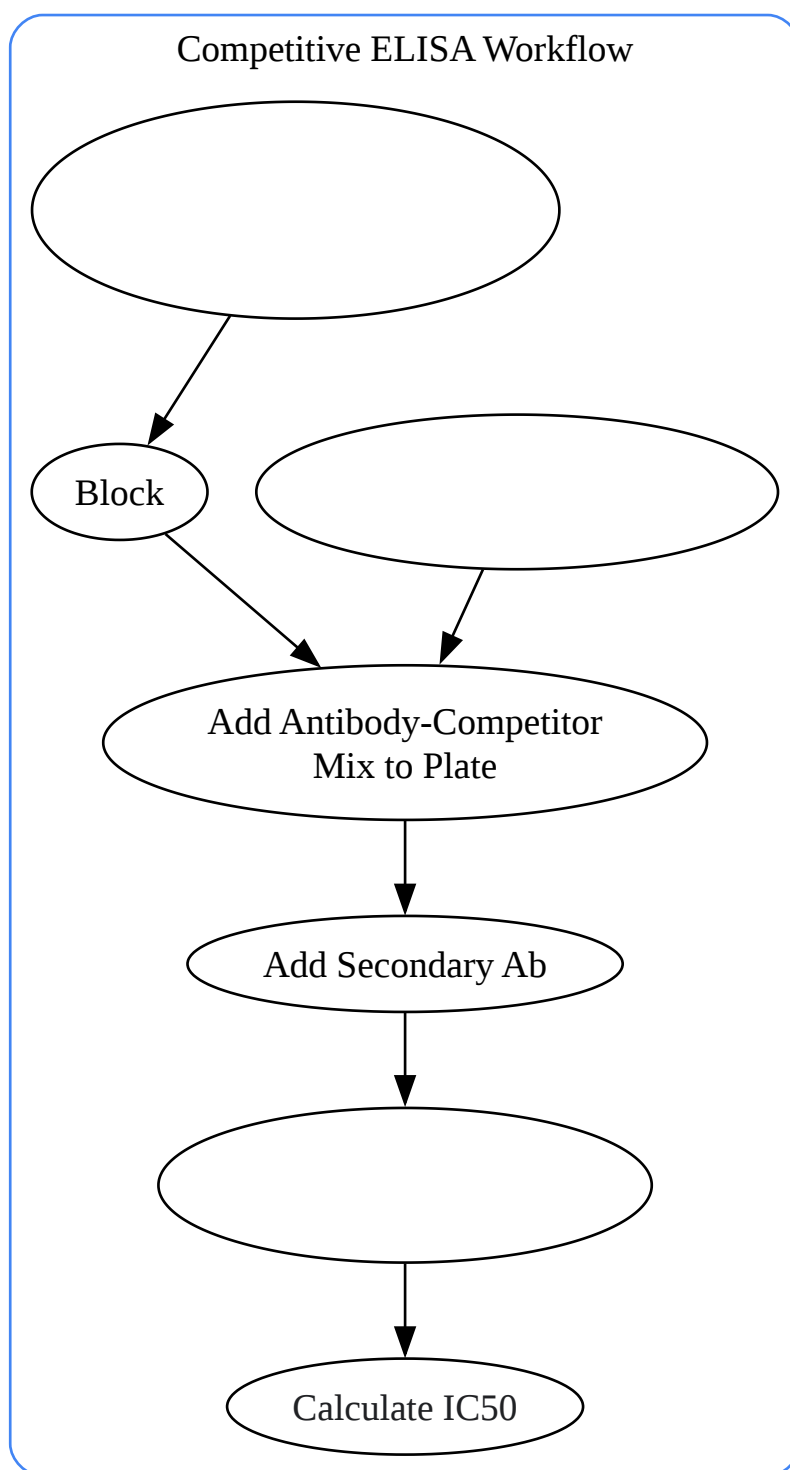 Competitive ELISA Workflow
Block
Add Antibody-Competitor
Mix to Plate
Add Secondary Ab
Calculate IC50